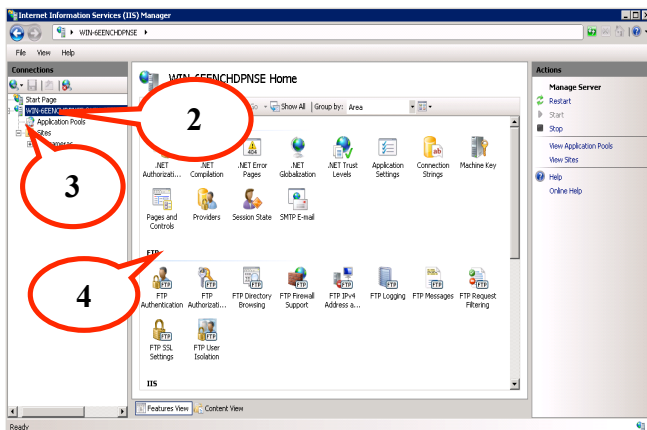 Internet Information Services (IIS) Manager
WIN-6EENCHDPNSE
File View Help
Connections
Start Page
WIN-6EENCHDPNSE
Application Pools
Sites
2
3
4
WIN-6EENCHDPNSE Home
Go Show All Group by: Area
.NET Authorizati...
.NET Compilation
.NET Error Pages
.NET Globalization
.NET Trust Levels
Application Settings
Connection Strings
Machine Key
Pages and Controls
Providers
Session State
SMTP E-mail
FTP
FTP Authentication
FTP Authorizati...
FTP Directory Browsing
FTP Firewall Support
FTP IPv4 Address a...
FTP Logging
FTP Messages
FTP Request Filtering
FTP SSL Settings
FTP User Isolation
IIS
Features View Content View
Actions
Manage Server
Restart
Start
Stop
View Application Pools
View Sites
Help
Online Help
Ready